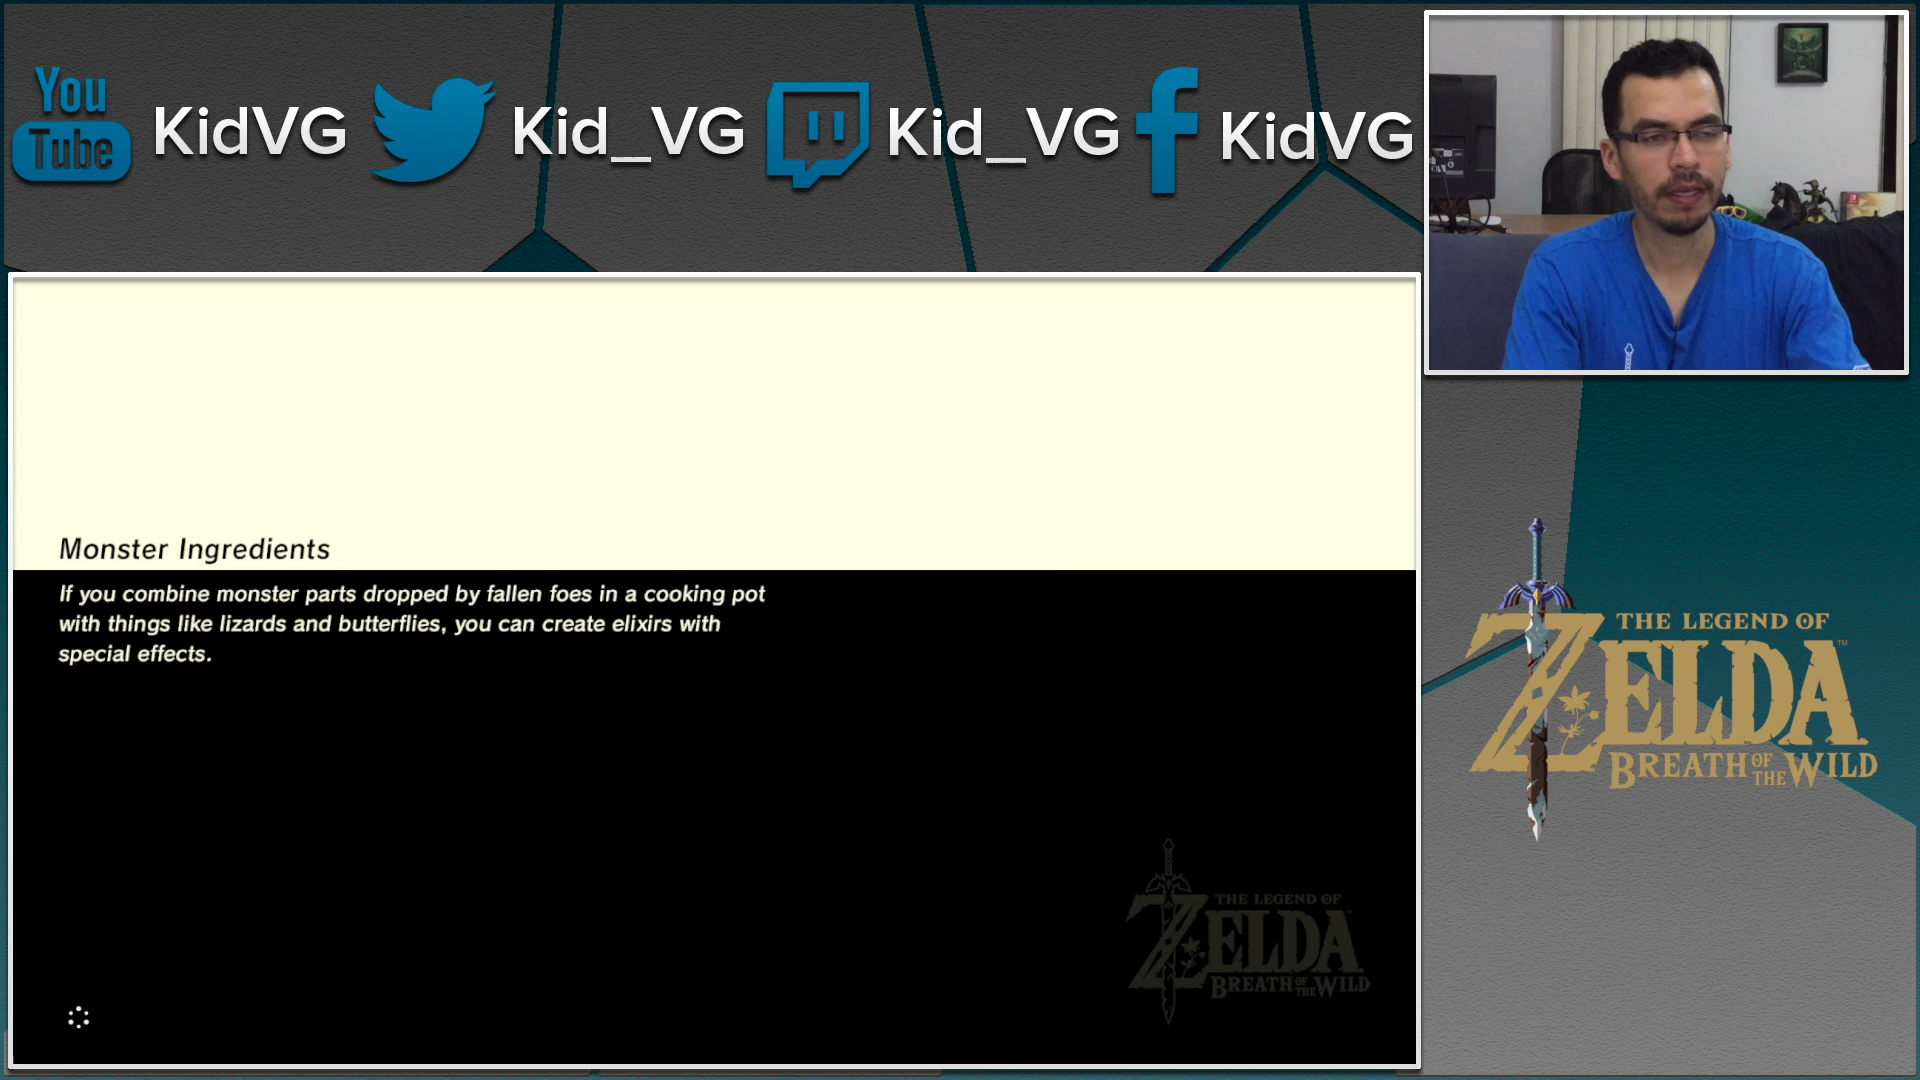 You
Tube
KidVG
Kid_VG
Kid_VG
KidVG
Monster Ingredients
If you combine monster parts dropped by fallen foes in a cooking pot
with things like lizards and butterflies, you can create elixirs with
special effects.
THE LEGEND OF
ZELDA™
BREATH OF THE WILD
THE LEGEND OF
ZELDA
BREATH OF THE WILD